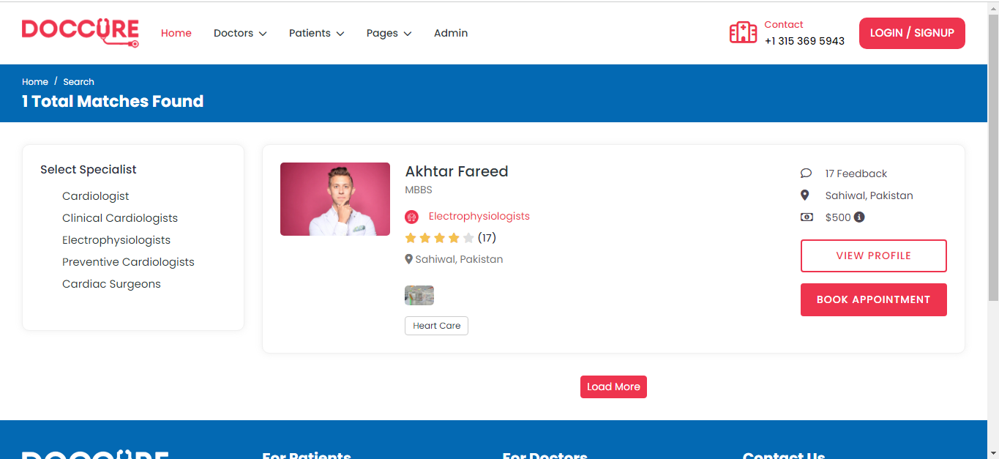 DOCCURE
Home
Doctors
Patients
Pages
Admin
Contact
+1 315 369 5943
LOGIN / SIGNUP
Home / Search
1 Total Matches Found
Select Specialist
Cardiologist
Clinical Cardiologists
Electrophysiologists
Preventive Cardiologists
Cardiac Surgeons
Akhtar Fareed
MBBS
Electrophysiologists
(17)
Sahiwal, Pakistan
Heart Care
17 Feedback
Sahiwal, Pakistan
$500
VIEW PROFILE
BOOK APPOINTMENT
Load More
DOCCURE
For Patients
For Doctors
Contact Us